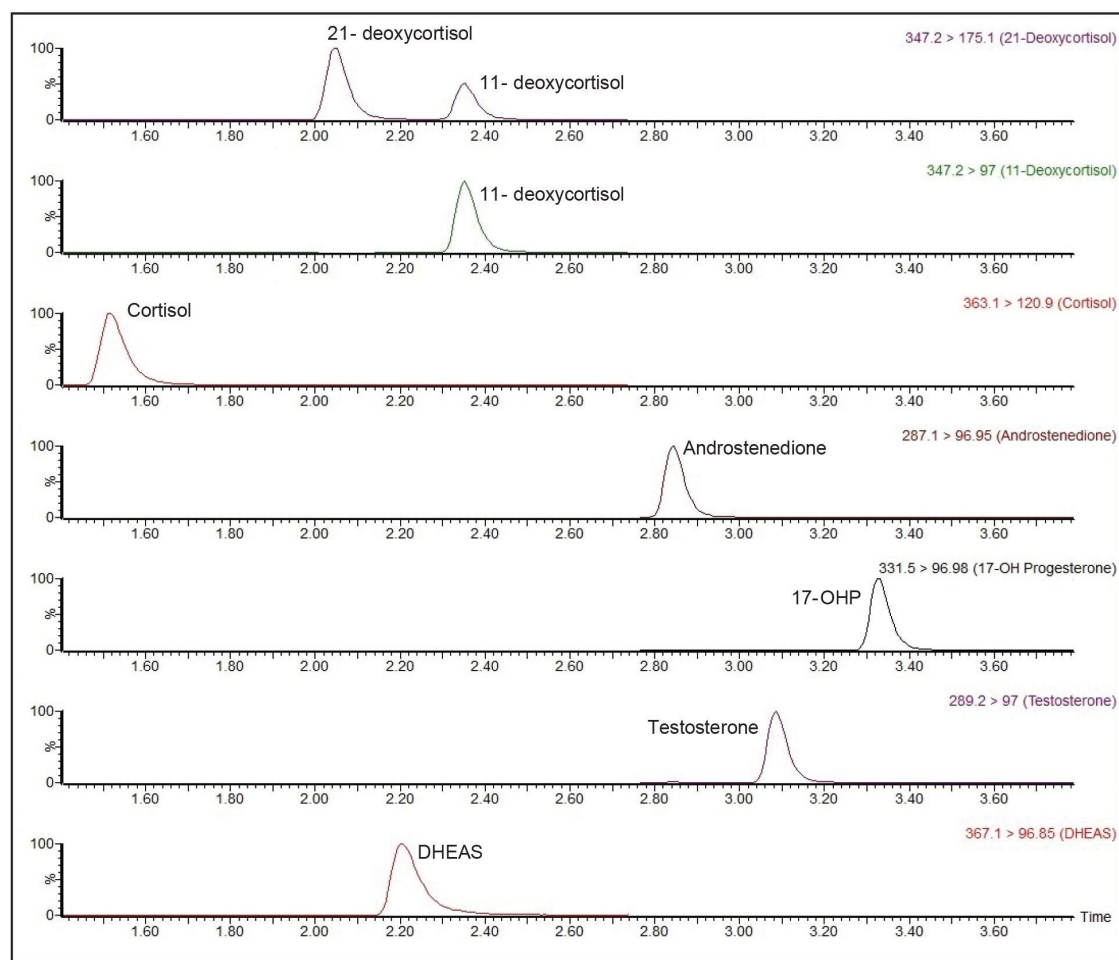 21- deoxycortisol
347.2 > 175.1 (21-Deoxycortisol)
100
%
0
11- deoxycortisol
1.60 1.80 2.00 2.20 2.40 2.60 2.80 3.00 3.20 3.40 3.60
347.2 > 97 (11-Deoxycortisol)
100
%
0
11- deoxycortisol
1.60 1.80 2.00 2.20 2.40 2.60 2.80 3.00 3.20 3.40 3.60
363.1 > 120.9 (Cortisol)
100
%
0
Cortisol
1.60 1.80 2.00 2.20 2.40 2.60 2.80 3.00 3.20 3.40 3.60
287.1 > 96.95 (Androstenedione)
100
%
0
Androstenedione
1.60 1.80 2.00 2.20 2.40 2.60 2.80 3.00 3.20 3.40 3.60
331.5 > 96.98 (17-OH Progesterone)
100
%
0
17-OHP
1.60 1.80 2.00 2.20 2.40 2.60 2.80 3.00 3.20 3.40 3.60
289.2 > 97 (Testosterone)
100
%
0
Testosterone
1.60 1.80 2.00 2.20 2.40 2.60 2.80 3.00 3.20 3.40 3.60
367.1 > 96.85 (DHEAS)
100
%
0
DHEAS
Time
1.60 1.80 2.00 2.20 2.40 2.60 2.80 3.00 3.20 3.40 3.60